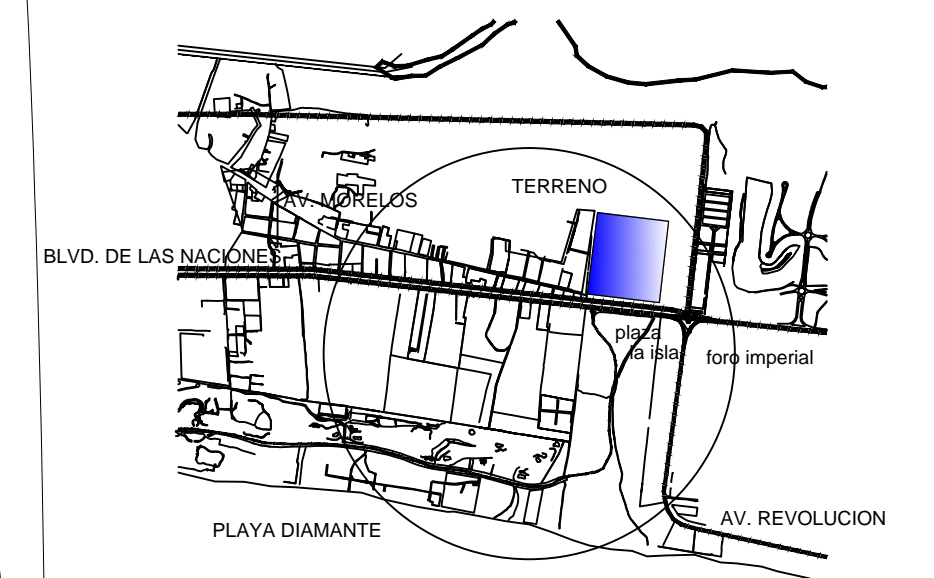 TERRENO
AV. MORELOS
BLVD. DE LAS NACIONES
plaza
la isla
foro imperial
AV. REVOLUCION
PLAYA DIAMANTE